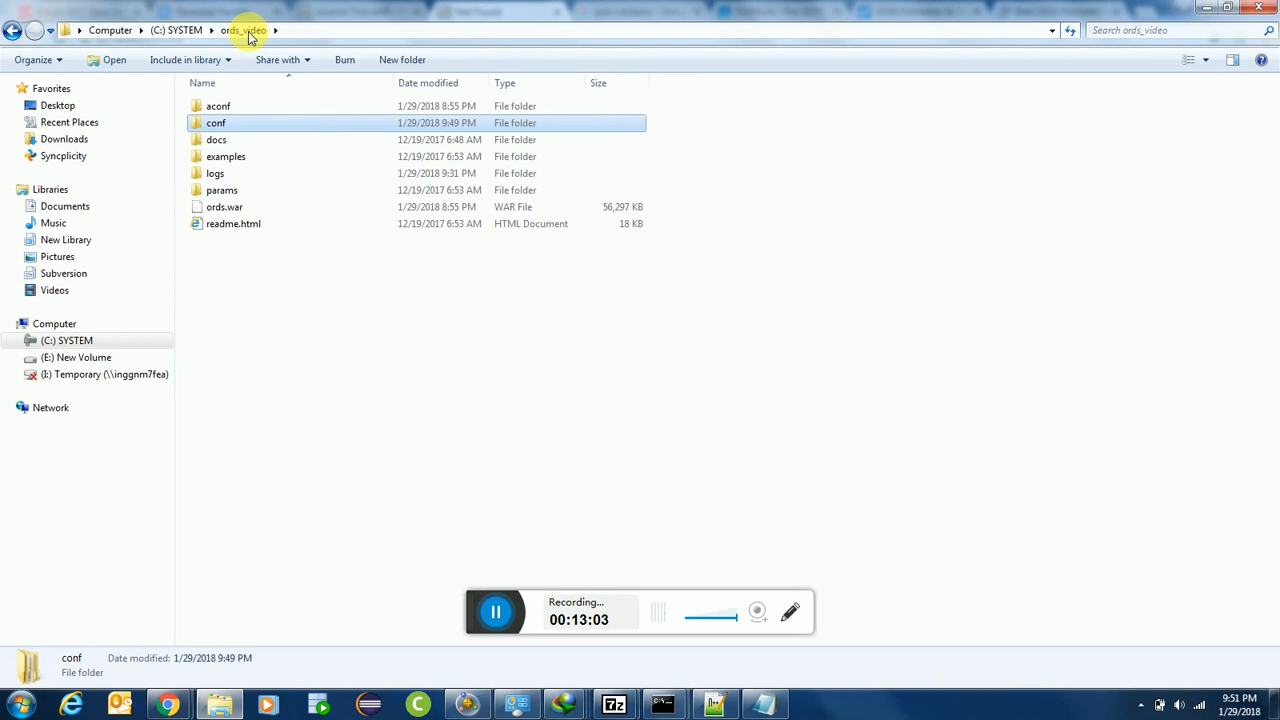 Computer (C:) SYSTEM ords_video
Search ords_video
Organize Open Include in library Share with Burn New folder
Name Date modified Type Size
Favorites
Desktop
Recent Places
Downloads
Syncplicity
Libraries
Documents
Music
New Library
Pictures
Subversion
Videos
Computer
(C:) SYSTEM
(E:) New Volume
(I:) Temporary (\\inggnm7fea)
Network
aconf 1/29/2018 8:55 PM File folder
conf 1/29/2018 9:49 PM File folder
docs 12/19/2017 6:48 AM File folder
examples 12/19/2017 6:53 AM File folder
logs 1/29/2018 9:31 PM File folder
params 12/19/2017 6:53 AM File folder
ords.war 1/29/2018 8:55 PM WAR File 56,297 KB
readme.html 12/19/2017 6:53 AM HTML Document 18 KB
Recording...
00:13:03
conf Date modified: 1/29/2018 9:49 PM
File folder
9:51 PM
1/29/2018